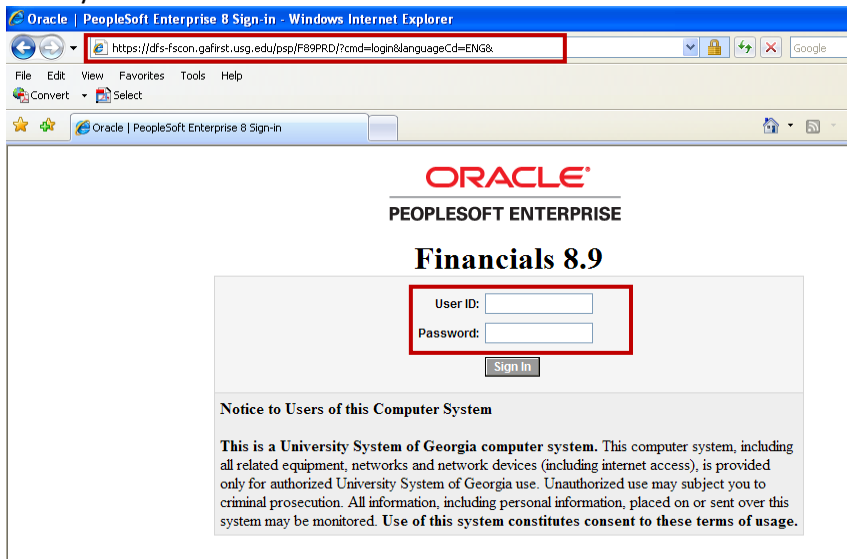 Oracle | PeopleSoft Enterprise 8 Sign-in - Windows Internet Explorer
https://dfs-fscon.gafirst.usg.edu/psp/F89PRD/?cmd=login&languageCd=ENG&
Google
File Edit View Favorites Tools Help
Convert Select
Oracle | PeopleSoft Enterprise 8 Sign-in
ORACLE®
PEOPLESOFT ENTERPRISE
Financials 8.9
User ID:
Password:
Sign In
Notice to Users of this Computer System
This is a University System of Georgia computer system. This computer system, including
all related equipment, networks and network devices (including internet access), is provided
only for authorized University System of Georgia use. Unauthorized use may subject you to
criminal prosecution. All information, including personal information, placed on or sent over this
system may be monitored. Use of this system constitutes consent to these terms of usage.